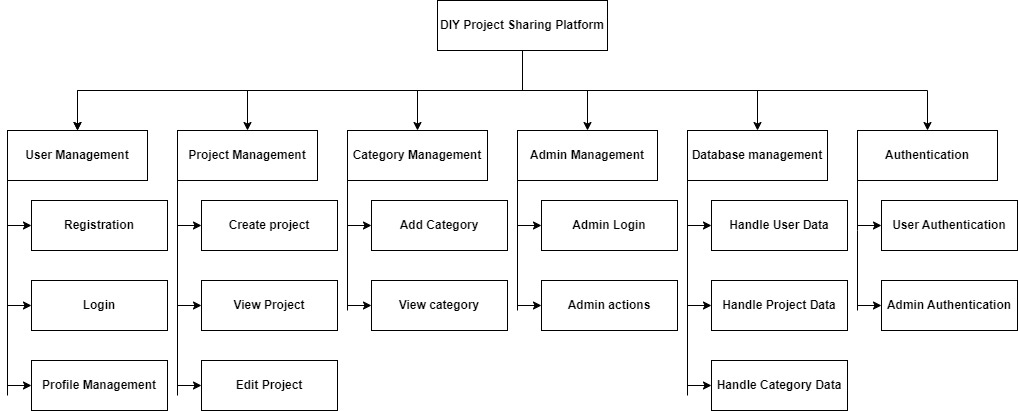 DIY Project Sharing Platform
User Management
Project Management
Category Management
Admin Management
Database management
Authentication
Registration
Create project
Add Category
Admin Login
Handle User Data
User Authentication
Login
View Project
View category
Admin actions
Handle Project Data
Admin Authentication
Profile Management
Edit Project
Handle Category Data